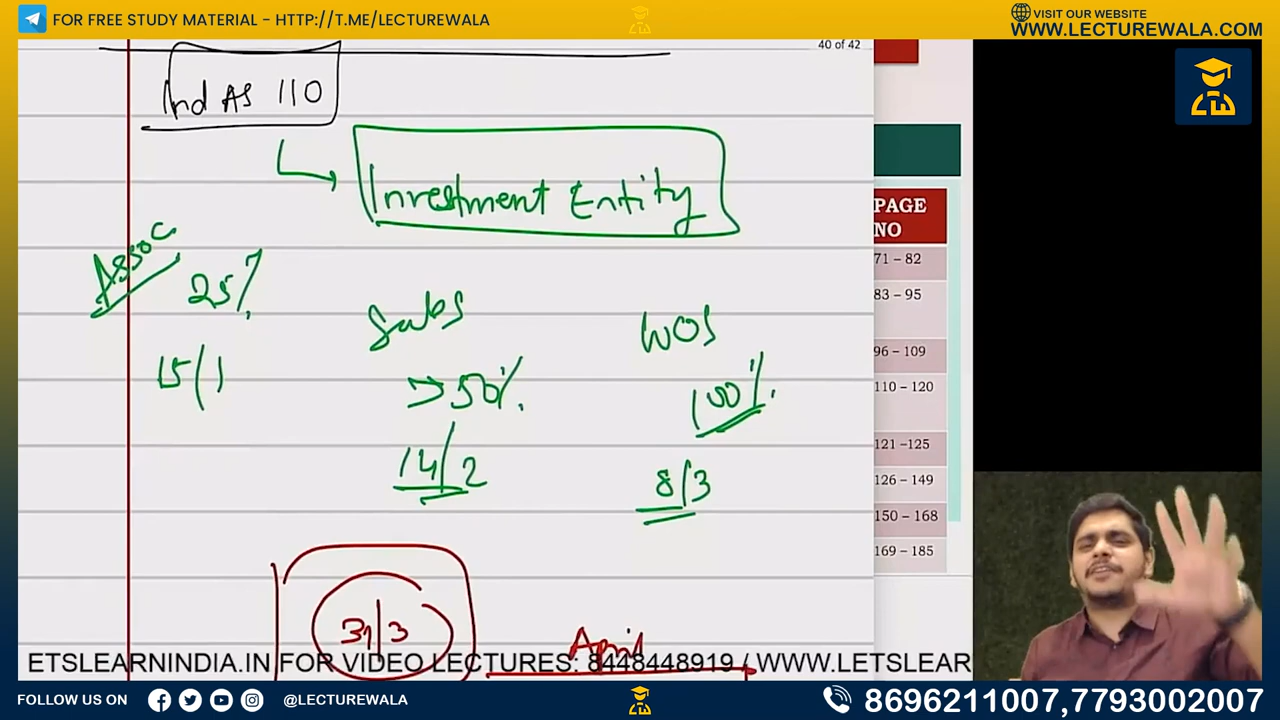 FOR FREE STUDY MATERIAL - HTTP://T.ME/LECTUREWALA
VISIT OUR WEBSITE
WWW.LECTUREWALA.COM
40 of 42
Ind AS 110
Investment Entity
Assoc
25%
15/1
Subs
> 50%
14/2
WOS
100%
8/3
31/3
April
PAGE
NO
71 – 82
83 – 95
96 – 109
110 – 120
121 –125
126 – 149
150 – 168
169 – 185
ETSLEARNINDIA.IN FOR VIDEO LECTURES: 8448448919 / WWW.LETSLEAR
FOLLOW US ON
@LECTUREWALA
8696211007,7793002007